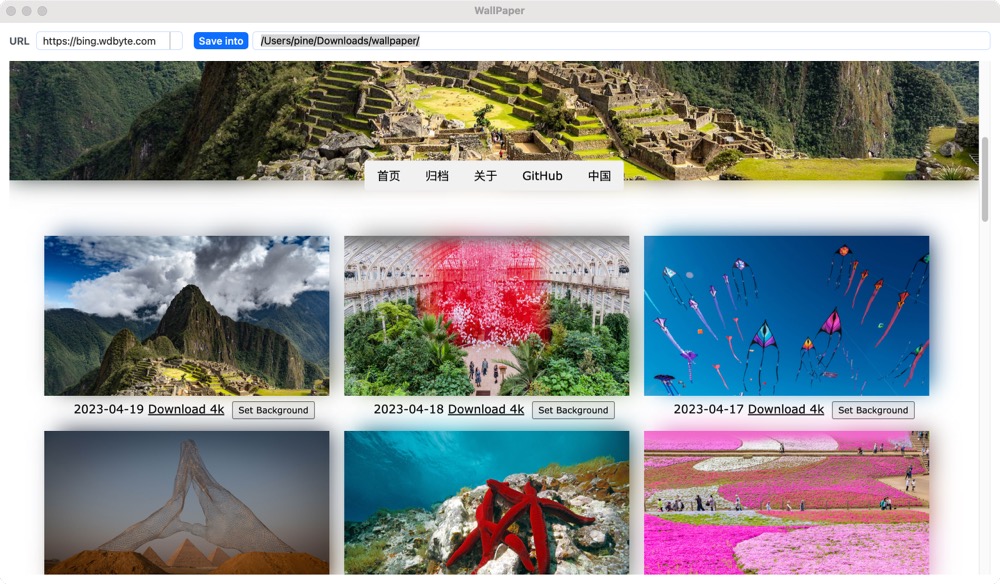 WallPaper
URL https://bing.wdbyte.com Save into /Users/pine/Downloads/wallpaper/
首页 归档 关于 GitHub 中国
2023-04-19 Download 4k Set Background
2023-04-18 Download 4k Set Background
2023-04-17 Download 4k Set Background